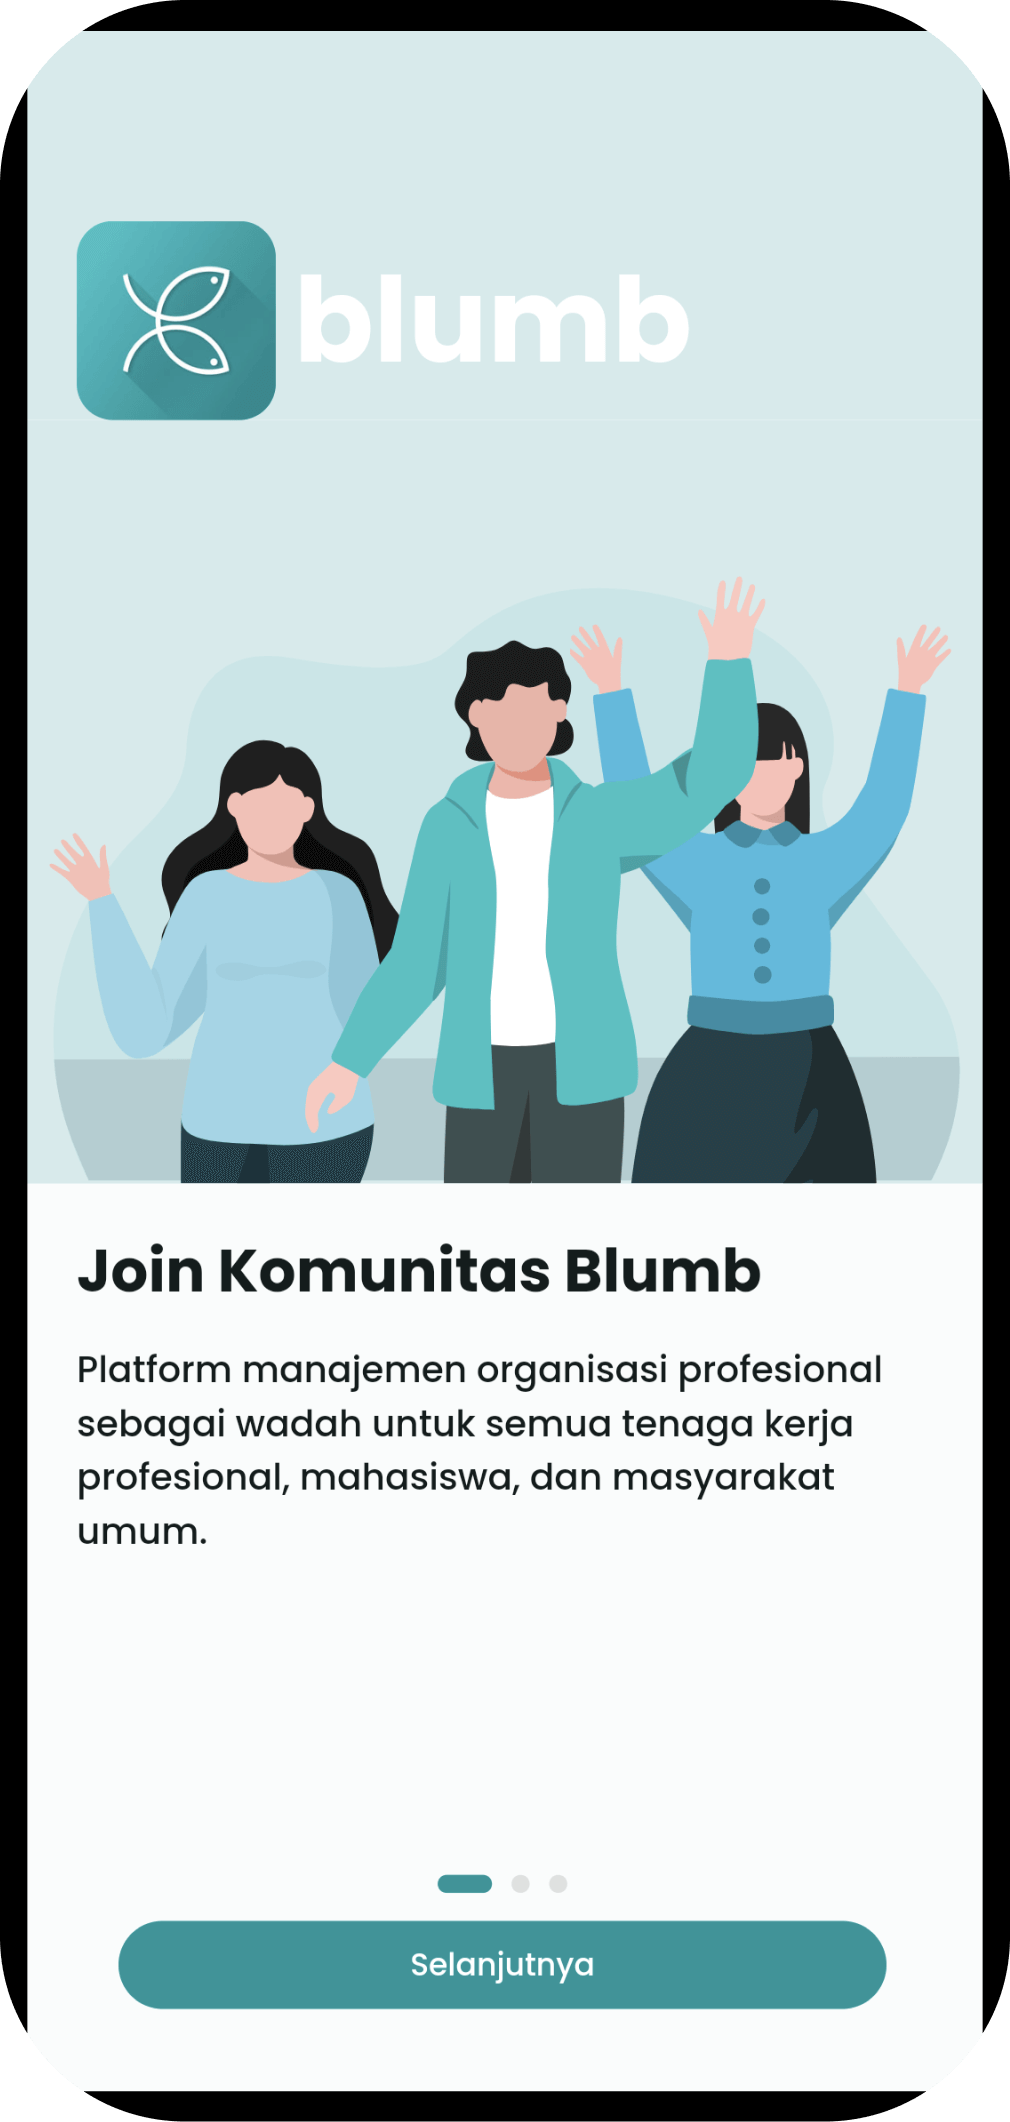 blumb
Join Komunitas Blumb
Platform manajemen organisasi profesional
sebagai wadah untuk semua tenaga kerja
profesional, mahasiswa, dan masyarakat
umum.
Selanjutnya